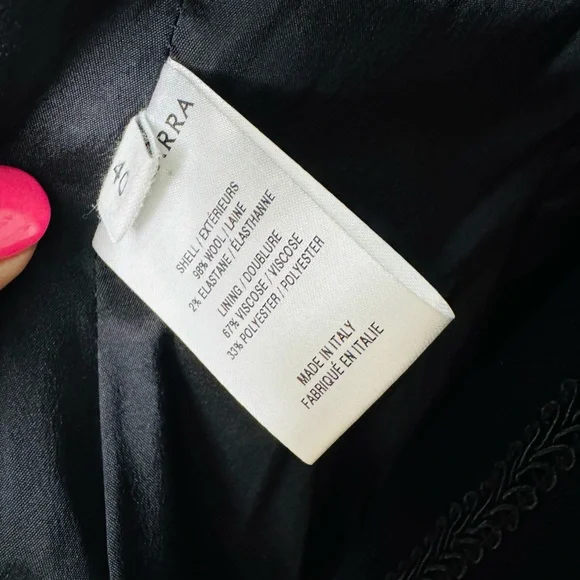 40
SHELL / EXTÉRIEURS
98% WOOL / LAINE
2% ELASTANE / ÉLASTHANNE
LINING / DOUBLURE
67% VISCOSE / VISCOSE
33% POLYESTER / POLYESTER
MADE IN ITALY
FABRIQUÉ EN ITALIE